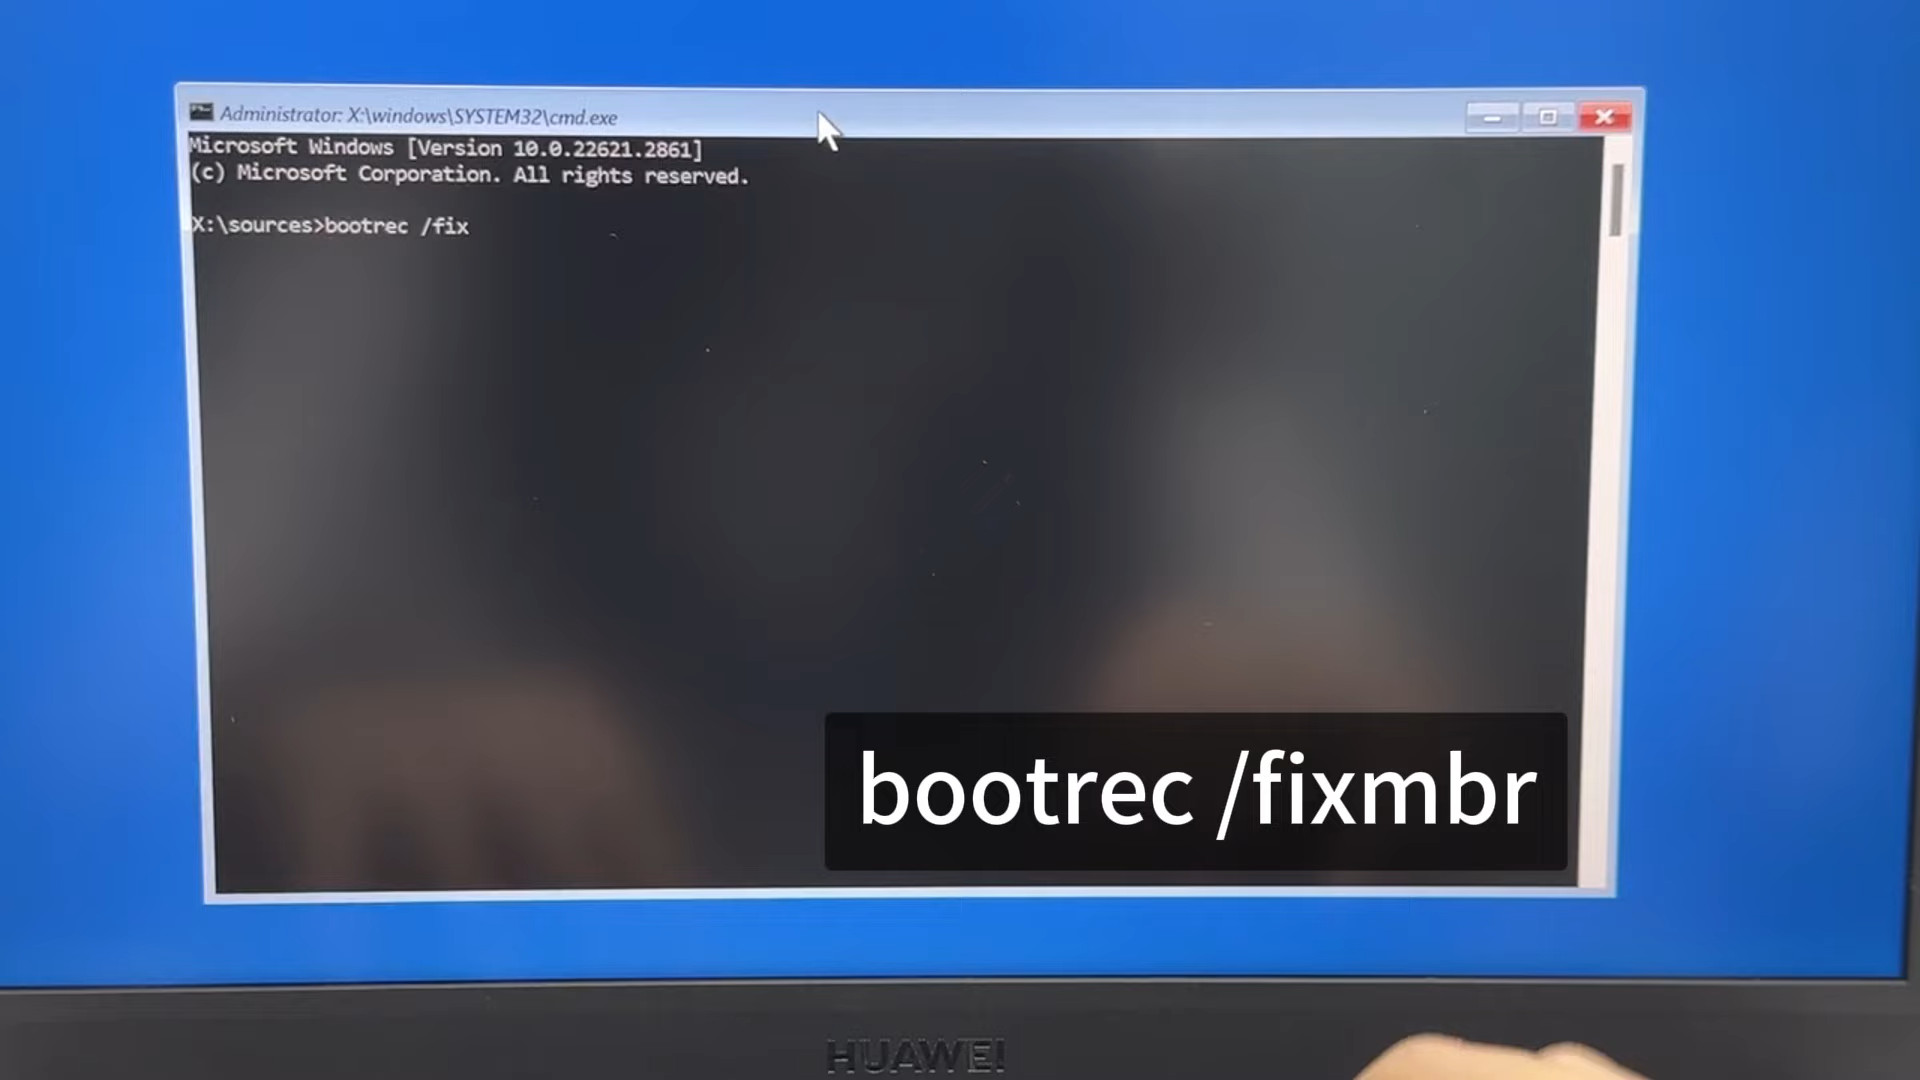 Administrator: X:\windows\SYSTEM32\cmd.exe
Microsoft Windows [Version 10.0.22621.2861]
(c) Microsoft Corporation. All rights reserved.
X:\sources>bootrec /fix
bootrec /fixmbr
HUAWEI